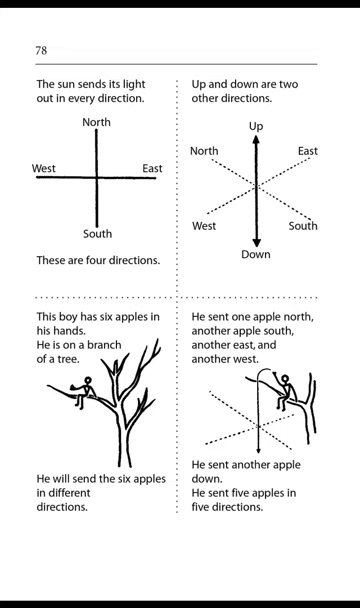 78
The sun sends its light
out in every direction.
North
West
East
South
These are four directions.
Up and down are two
other directions.
Up
North
East
West
South
Down
This boy has six apples in
his hands.
He is on a branch
of a tree.
He will send the six apples
in different
directions.
He sent one apple north,
another apple south,
another east, and
another west.
He sent another apple
down.
He sent five apples in
five directions.